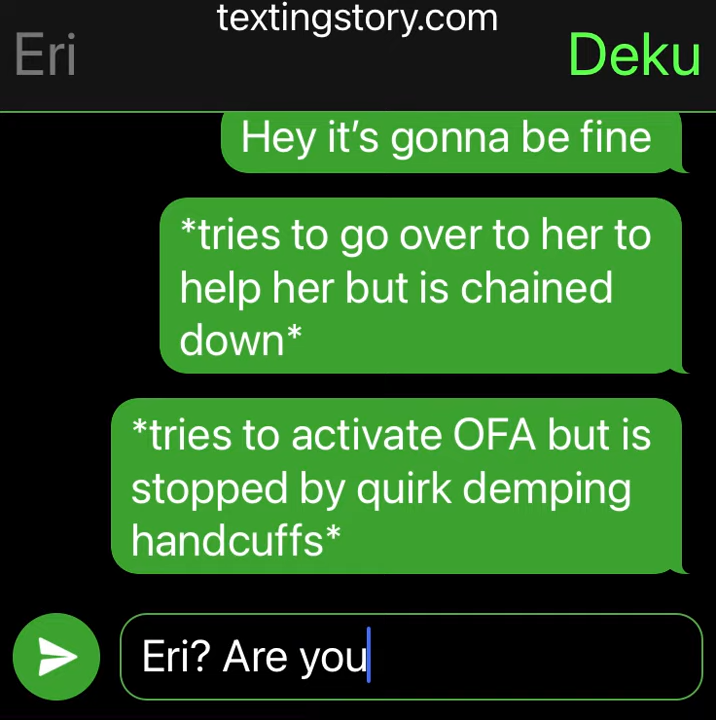 textingstory.com
Eri
Deku
Hey it’s gonna be fine
*tries to go over to her to
help her but is chained
down*
*tries to activate OFA but is
stopped by quirk demping
handcuffs*
Eri? Are you